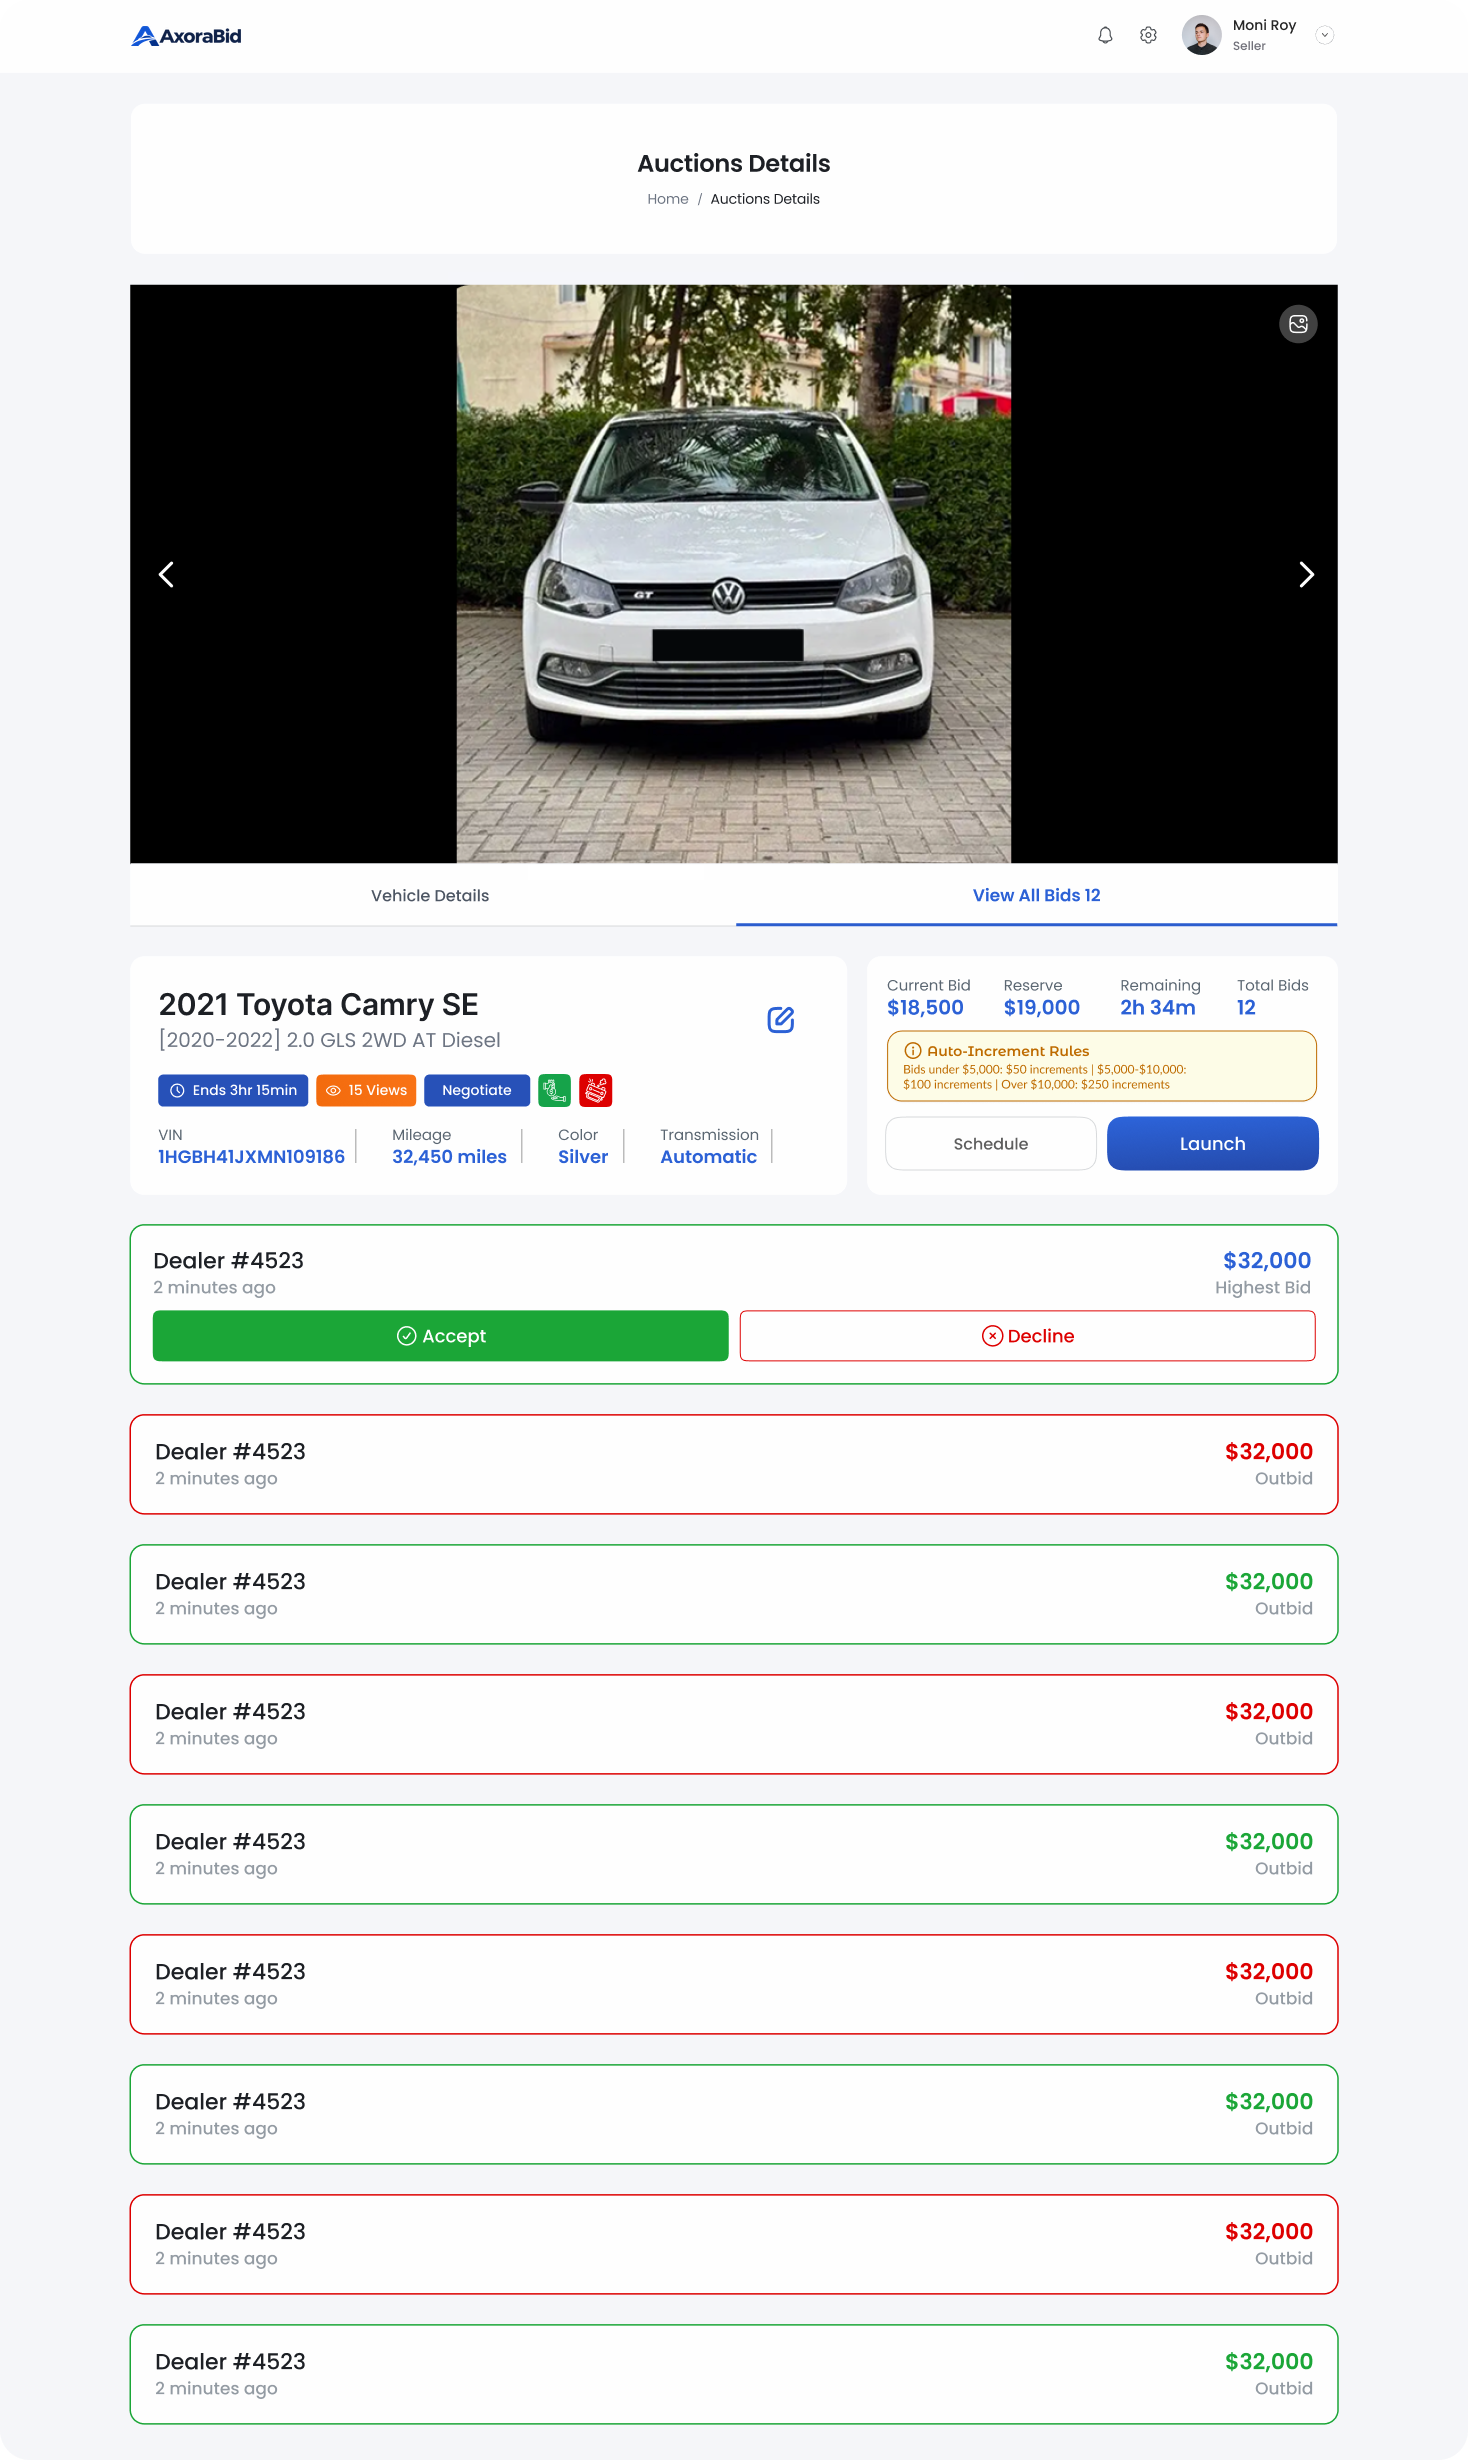 AxoraBid
Moni Roy
Seller
Auctions Details
Home / Auctions Details
GT
Vehicle Details
View All Bids 12
2021 Toyota Camry SE
[2020-2022] 2.0 GLS 2WD AT Diesel
Ends 3hr 15min
15 Views
Negotiate
VIN
1HGBH41JXMN109186
Mileage
32,450 miles
Color
Silver
Transmission
Automatic
Current Bid
$18,500
Reserve
$19,000
Remaining
2h 34m
Total Bids
12
Auto-Increment Rules
Bids under $5,000: $50 increments | $5,000-$10,000:
$100 increments | Over $10,000: $250 increments
Schedule
Launch
Dealer #4523
2 minutes ago
$32,000
Highest Bid
Accept
Decline
Dealer #4523
2 minutes ago
$32,000
Outbid
Dealer #4523
2 minutes ago
$32,000
Outbid
Dealer #4523
2 minutes ago
$32,000
Outbid
Dealer #4523
2 minutes ago
$32,000
Outbid
Dealer #4523
2 minutes ago
$32,000
Outbid
Dealer #4523
2 minutes ago
$32,000
Outbid
Dealer #4523
2 minutes ago
$32,000
Outbid
Dealer #4523
2 minutes ago
$32,000
Outbid